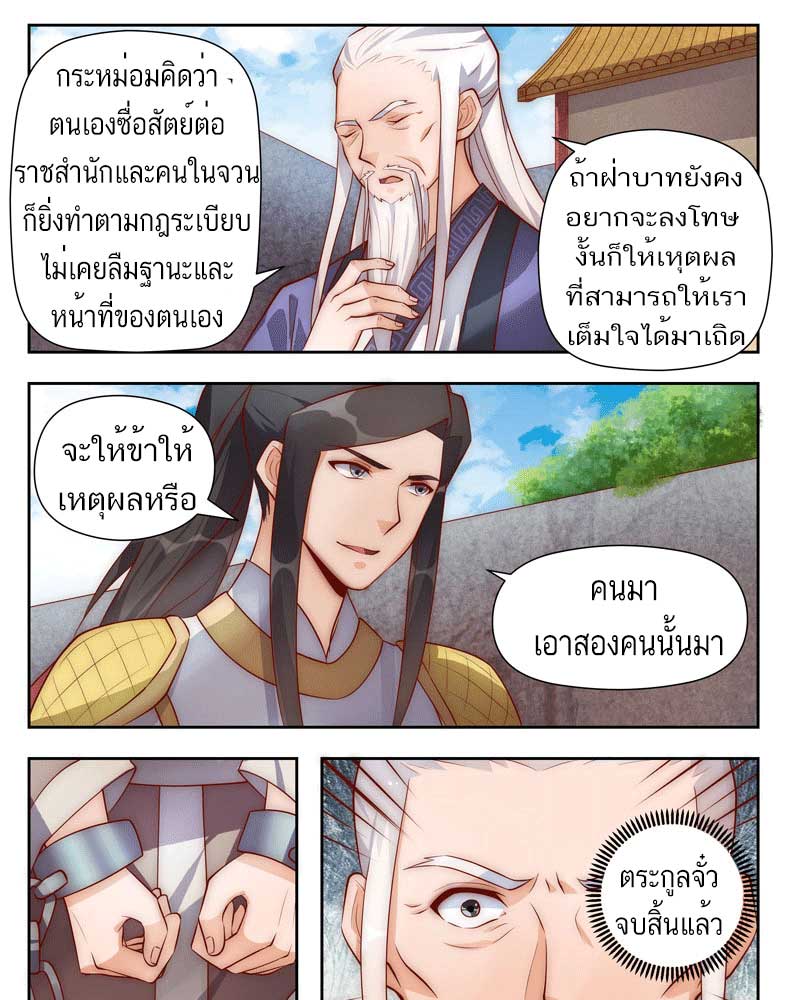 กระหม่อมคิดว่า
ตนเองซื่อสัตย์ต่อ
ราชสำนักและคนในจวน
ก็ยิ่งทำตามกฎระเบียบ
ไม่เคยลืมฐานะและ
หน้าที่ของตนเอง
ถ้าฝ่าบาทยังคง
อยากจะลงโทษ
งั้นก็ให้เหตุผล
ที่สามารถให้เรา
เต็มใจได้มาเถิด
จะให้ข้าให้
เหตุผลหรือ
คนมา
เอาสองคนนั้นมา
ตระกูลจั๋ว
จบสิ้นแล้ว